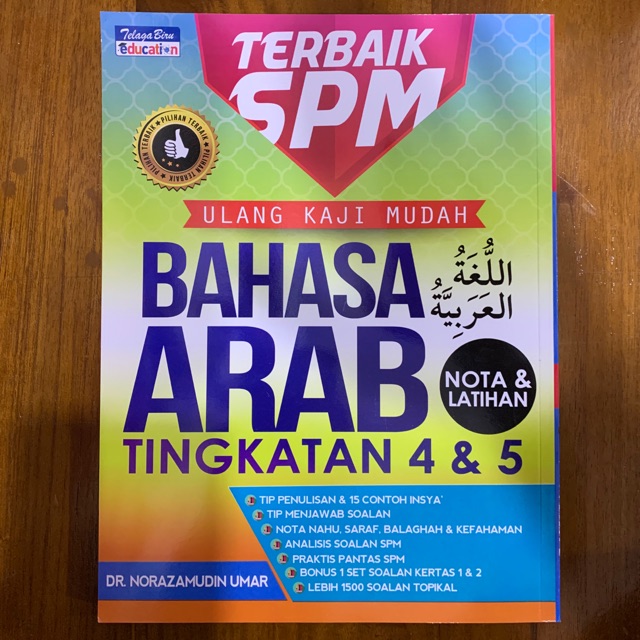 Telaga Biru
education
TERBAIK
SPM
PILIHAN TERBAIK ★ PILIHAN TERBAIK ★ PILIHAN TERBAIK ★
ULANG KAJI MUDAH
BAHASA
ARAB
اللُّغَةُ
العَرَبِيَّةُ
NOTA &
LATIHAN
TINGKATAN 4 & 5
TIP PENULISAN & 15 CONTOH INSYA'
TIP MENJAWAB SOALAN
NOTA NAHU, SARAF, BALAGHAH & KEFAHAMAN
ANALISIS SOALAN SPM
PRAKTIS PANTAS SPM
BONUS 1 SET SOALAN KERTAS 1 & 2
LEBIH 1500 SOALAN TOPIKAL
DR. NORAZAMUDIN UMAR